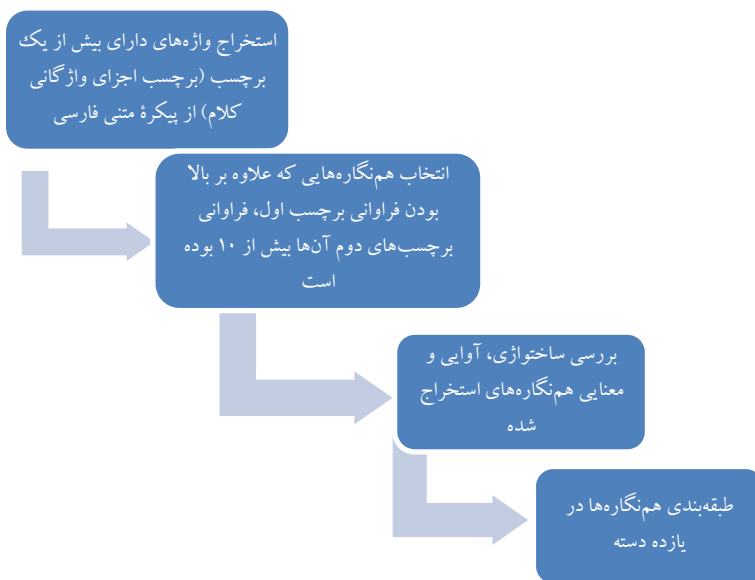 استخراج واژه‌های دارای بیش از یک
برچسب (برچسب اجزای واژگانی
کلام) از پیکرۀ متنی فارسی
انتخاب هم‌نگاره‌هایی که علاوه بر بالا
بودن فراوانی برچسب اول، فراوانی
برچسب‌های دوم آن‌ها بیش از ۱۰ بوده
است
بررسی ساختواژی، آوایی و
معنایی هم‌نگاره‌های استخراج
شده
طبقه‌بندی هم‌نگاره‌ها در
یازده دسته